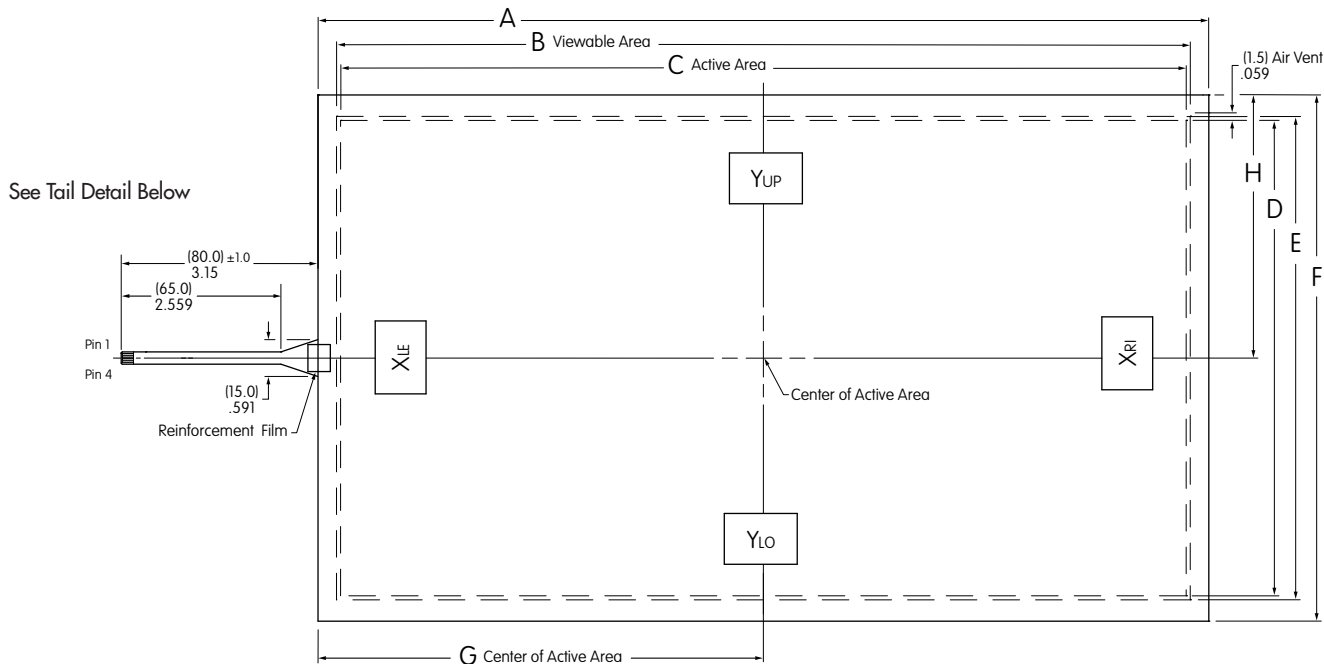 A
B Viewable Area
C Active Area
(1.5) Air Vent
.059
YUP
H
D
E
F
See Tail Detail Below
(80.0) ±1.0
3.15
(65.0)
2.559
Pin 1
Pin 4
XLE
XRI
(15.0)
.591
Center of Active Area
Reinforcement Film
YLO
G Center of Active Area